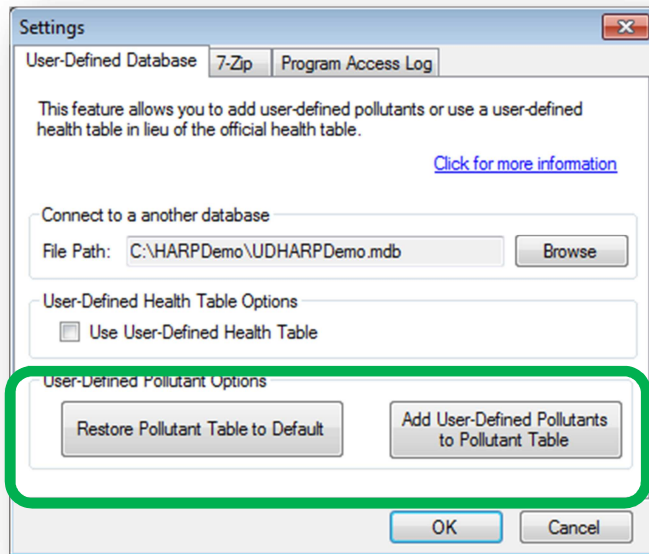 Settings
User-Defined Database
7-Zip
Program Access Log
This feature allows you to add user-defined pollutants or use a user-defined
health table in lieu of the official health table.
Click for more information
Connect to a another database
File Path:
C:\HARPDemo\UDHARPDemo.mdb
Browse
User-Defined Health Table Options
Use User-Defined Health Table
User-Defined Pollutant Options
Restore Pollutant Table to Default
Add User-Defined Pollutants
to Pollutant Table
OK
Cancel